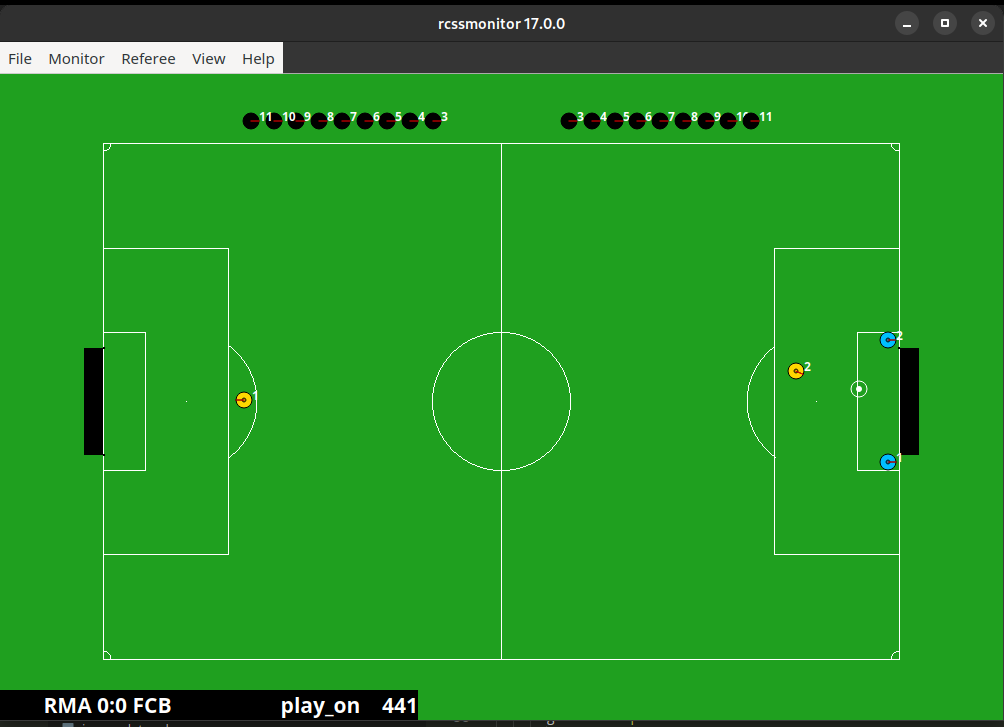 rcssmonitor 17.0.0
File Monitor Referee View Help
11 10 9 8 7 6 5 4 3 3 4 5 6 7 8 9 10 11
2
2
1
1
RMA 0:0 FCB play_on 441